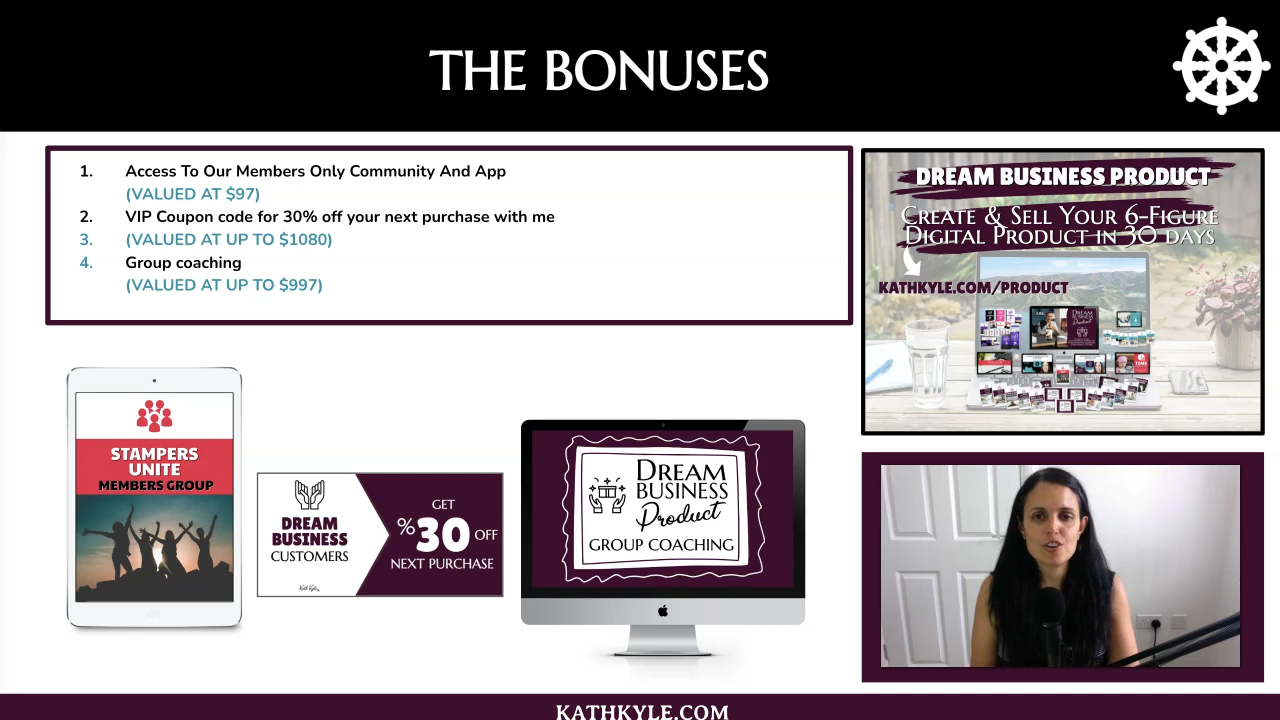 THE BONUSES
1. Access To Our Members Only Community And App
(VALUED AT $97)
2. VIP Coupon code for 30% off your next purchase with me
3. (VALUED AT UP TO $1080)
4. Group coaching
(VALUED AT UP TO $997)
DREAM BUSINESS PRODUCT
CREATE & SELL YOUR 6-FIGURE
DIGITAL PRODUCT IN 30 DAYS
KATHKYLE.COM/PRODUCT
STAMPERS
UNITE
MEMBERS GROUP
DREAM
BUSINESS
CUSTOMERS
Kath Kyle
GET
%30 OFF
NEXT PURCHASE
DREAM
BUSINESS
Product
GROUP COACHING
KATHKYLE.COM